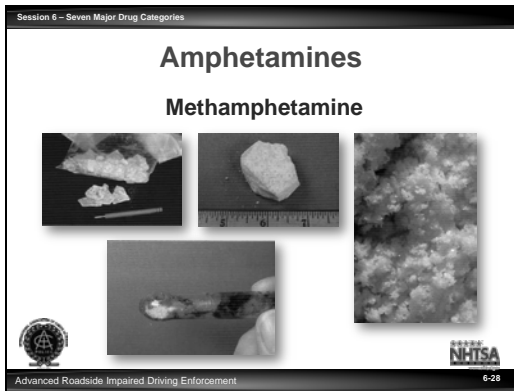 Session 6 – Seven Major Drug Categories
Amphetamines
Methamphetamine
NHTSA
Advanced Roadside Impaired Driving Enforcement
6-28